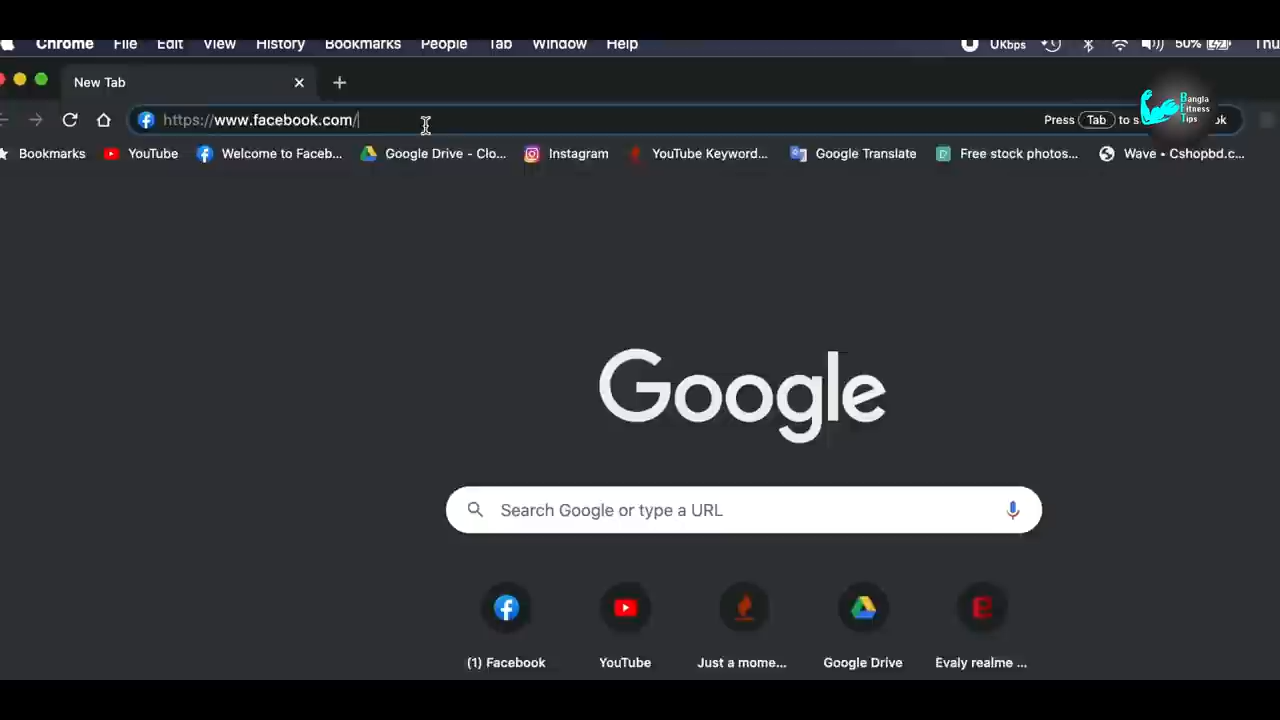 Chrome File Edit View History Bookmarks People Tab Window Help UKbps 50% Thu
New Tab
https://www.facebook.com/ Press Tab to s ok
Bangla
Fitness
Tips
Bookmarks YouTube Welcome to Faceb... Google Drive - Clo... Instagram YouTube Keyword... Google Translate Free stock photos... Wave • Cshopbd.c...
Google
Search Google or type a URL
(1) Facebook YouTube Just a mome... Google Drive Evaly realme ...